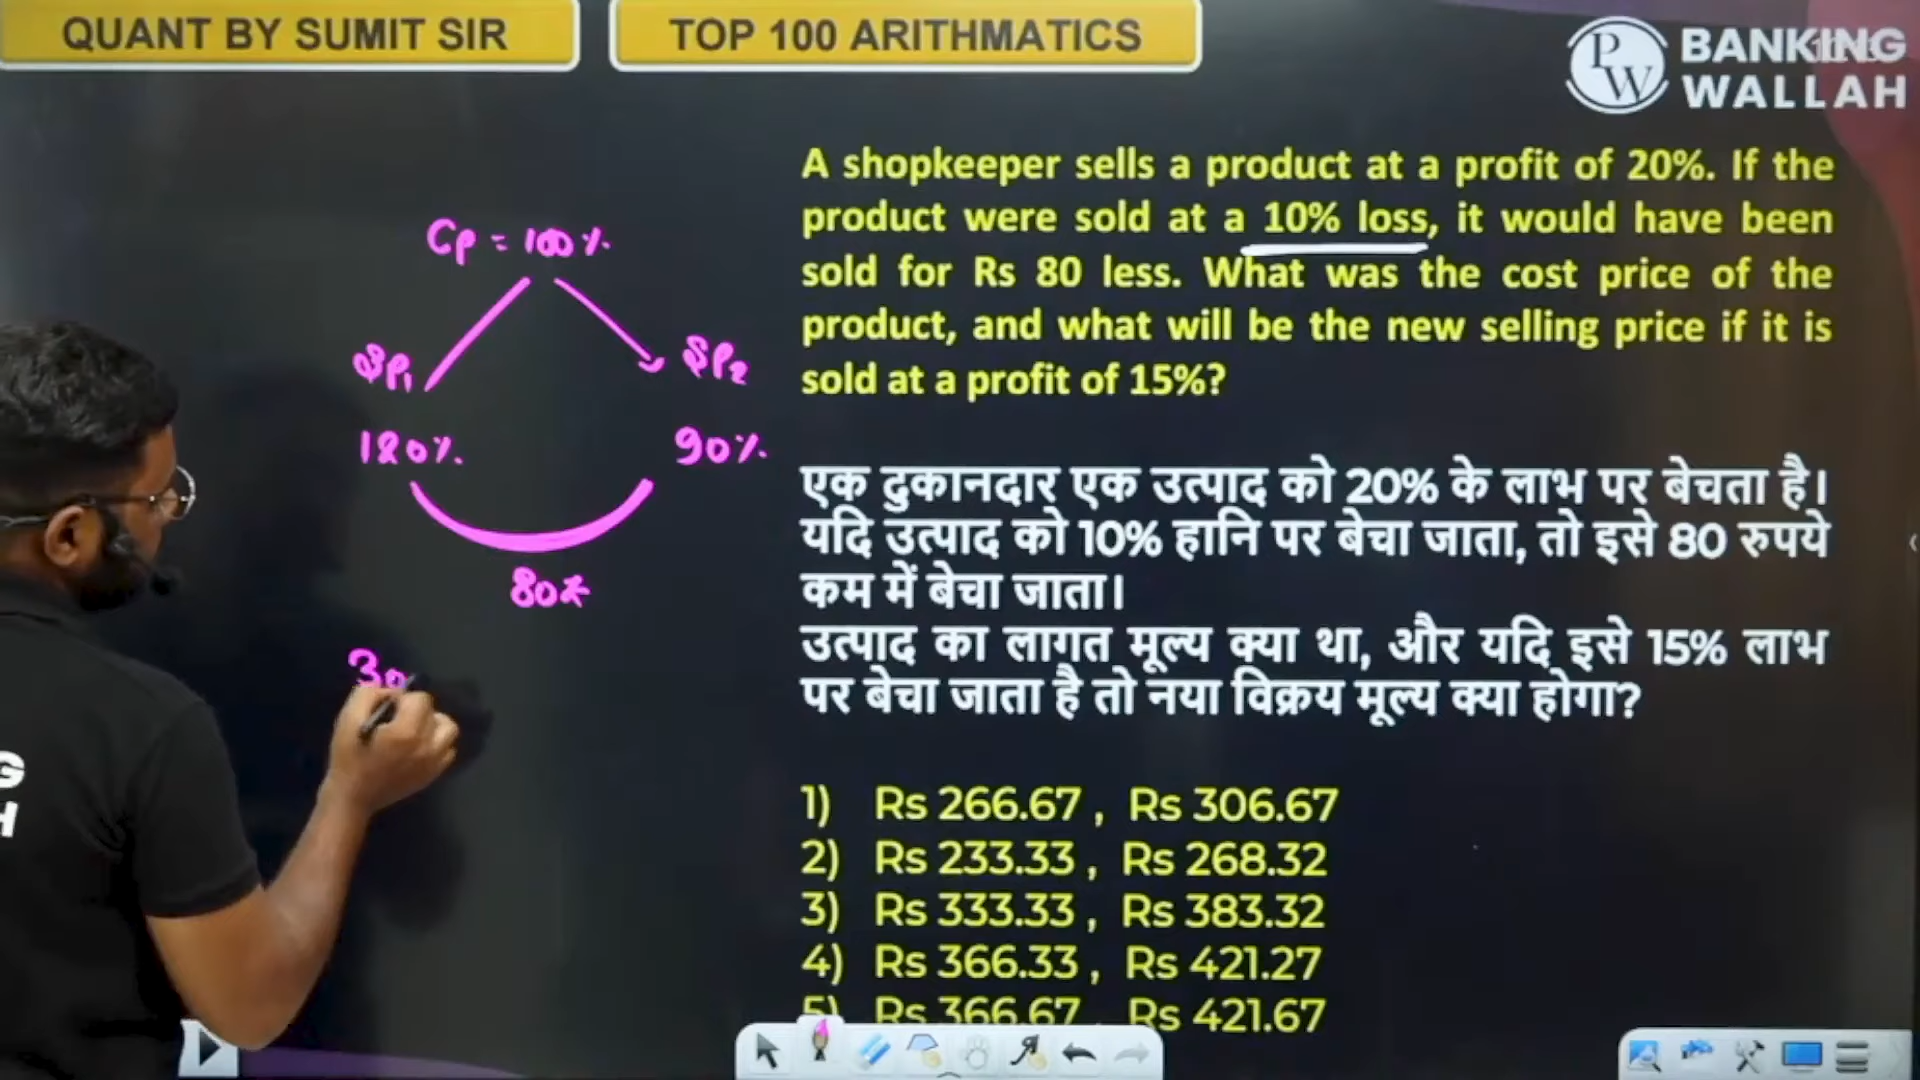 QUANT BY SUMIT SIR
TOP 100 ARITHMATICS
PW BANKING
WALLAH
A shopkeeper sells a product at a profit of 20%. If the
product were sold at a 10% loss, it would have been
sold for Rs 80 less. What was the cost price of the
product, and what will be the new selling price if it is
sold at a profit of 15%?
CP = 100%
SP1
SP2
120%
90%
80
30
एक दुकानदार एक उत्पाद को 20% के लाभ पर बेचता है।
यदि उत्पाद को 10% हानि पर बेचा जाता, तो इसे 80 रुपये
कम में बेचा जाता।
उत्पाद का लागत मूल्य क्या था, और यदि इसे 15% लाभ
पर बेचा जाता है तो नया विक्रय मूल्य क्या होगा?
1) Rs 266.67 , Rs 306.67
2) Rs 233.33 , Rs 268.32
3) Rs 333.33 , Rs 383.32
4) Rs 366.33 , Rs 421.27
5) Rs 366.67 , Rs 421.67
G
H